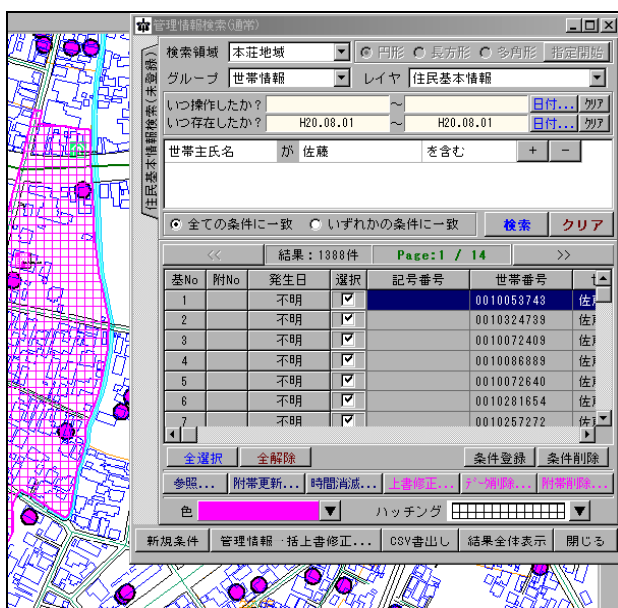 管理情報検索(通常)
住民基本情報検索(未登録
検索領域 本荘地域 円形 長方形 多角形 指定開始
グループ 世帯情報 レイヤ 住民基本情報
いつ操作したか? ～ 日付... クリア
いつ存在したか? H20.08.01 ～ H20.08.01 日付... クリア
世帯主氏名 が 佐藤 を含む + −
全ての条件に一致 いずれかの条件に一致 検索 クリア
<< 結果:1388件 Page:1 / 14 >>
基No 附No 発生日 選択 記号番号 世帯番号
1 不明 0010053743 佐
2 不明 0010324739 佐
3 不明 0010072409 佐
4 不明 0010086889 佐
5 不明 0010072640 佐
6 不明 0010281654 佐
7 不明 0010257272 佐
全選択 全解除 条件登録 条件削除
参照... 附帯更新... 時間消滅... 上書修正... データ削除... 附帯削除...
色 ハッチング
新規条件 管理情報一括上書修正... CSV書出し 結果全体表示 閉じる